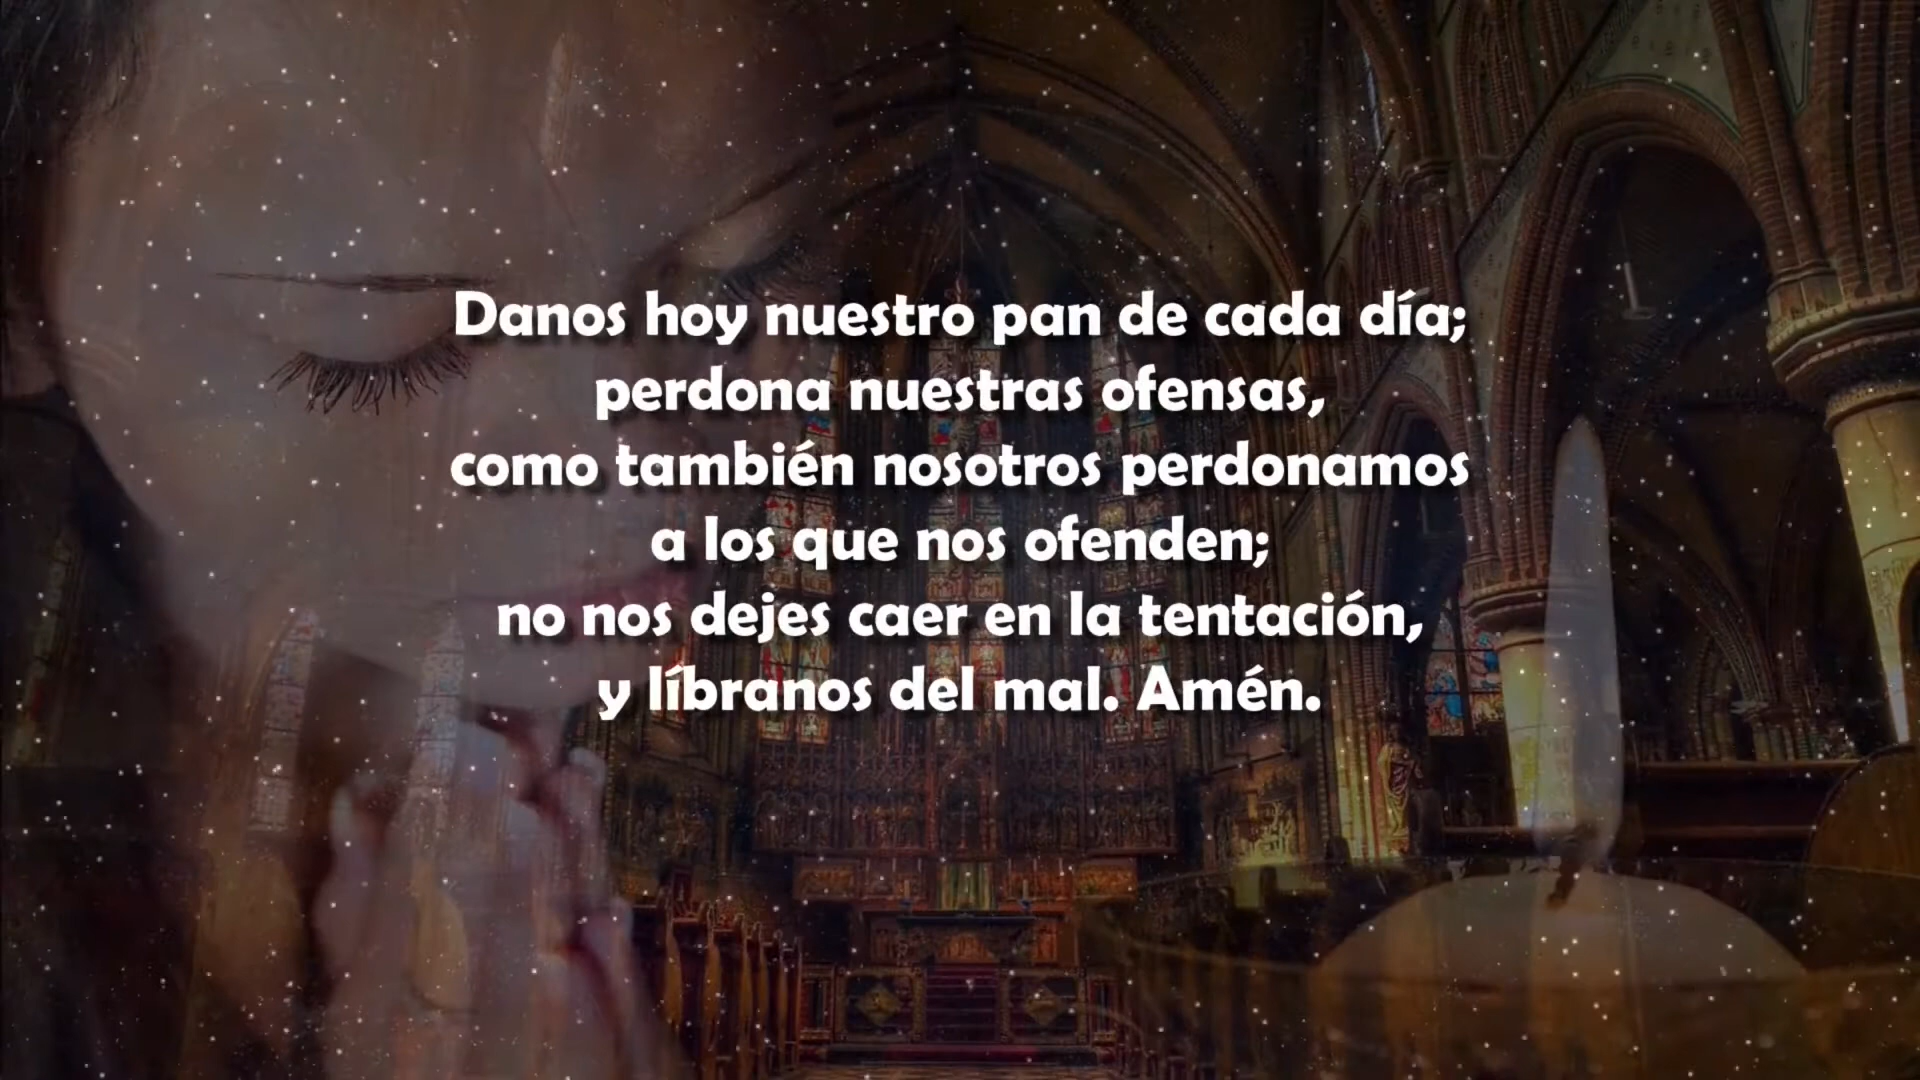 Danos hoy nuestro pan de cada día;
perdona nuestras ofensas,
como también nosotros perdonamos
a los que nos ofenden;
no nos dejes caer en la tentación,
y líbranos del mal. Amén.